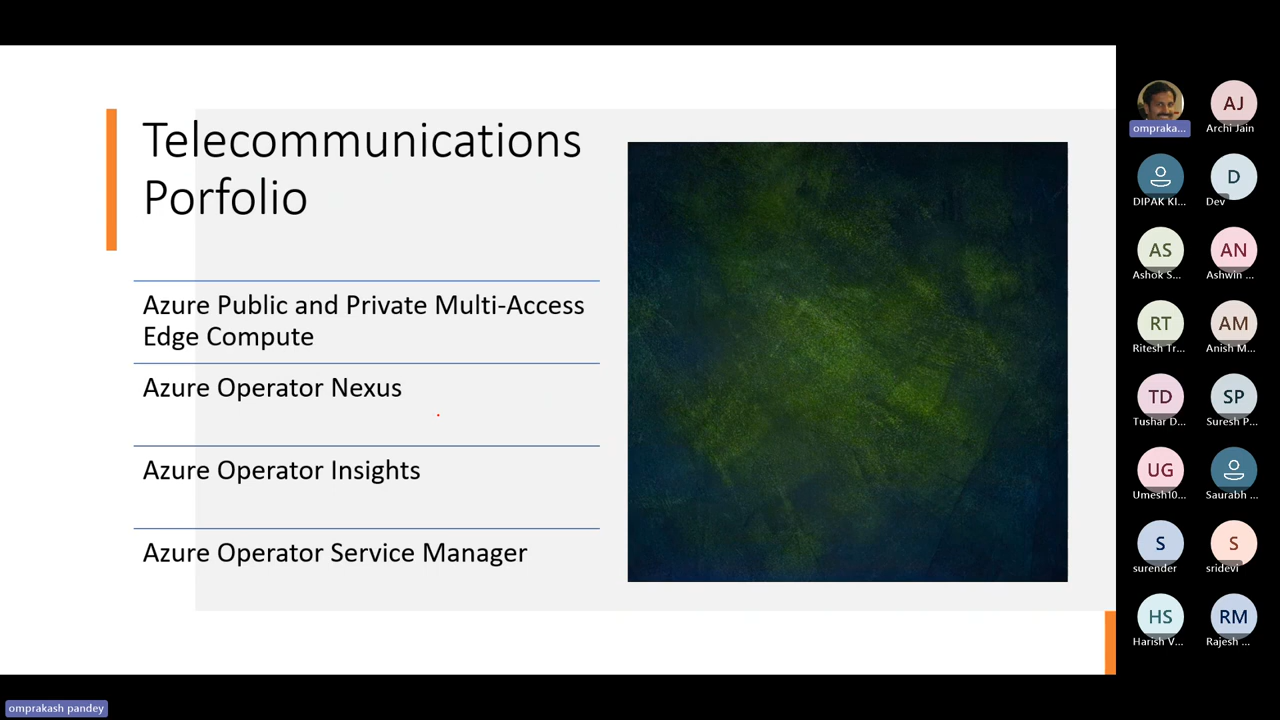 Telecommunications
Porfolio
Azure Public and Private Multi-Access
Edge Compute
Azure Operator Nexus
Azure Operator Insights
Azure Operator Service Manager
ompraka...
AJ
Archi Jain
DIPAK KI...
D
Dev
AS
Ashok S...
AN
Ashwin ...
RT
Ritesh Tr...
AM
Anish M...
TD
Tushar D...
SP
Suresh P...
UG
Umesh10...
Saurabh ...
S
surender
S
sridevi
HS
Harish V...
RM
Rajesh ...
omprakash pandey